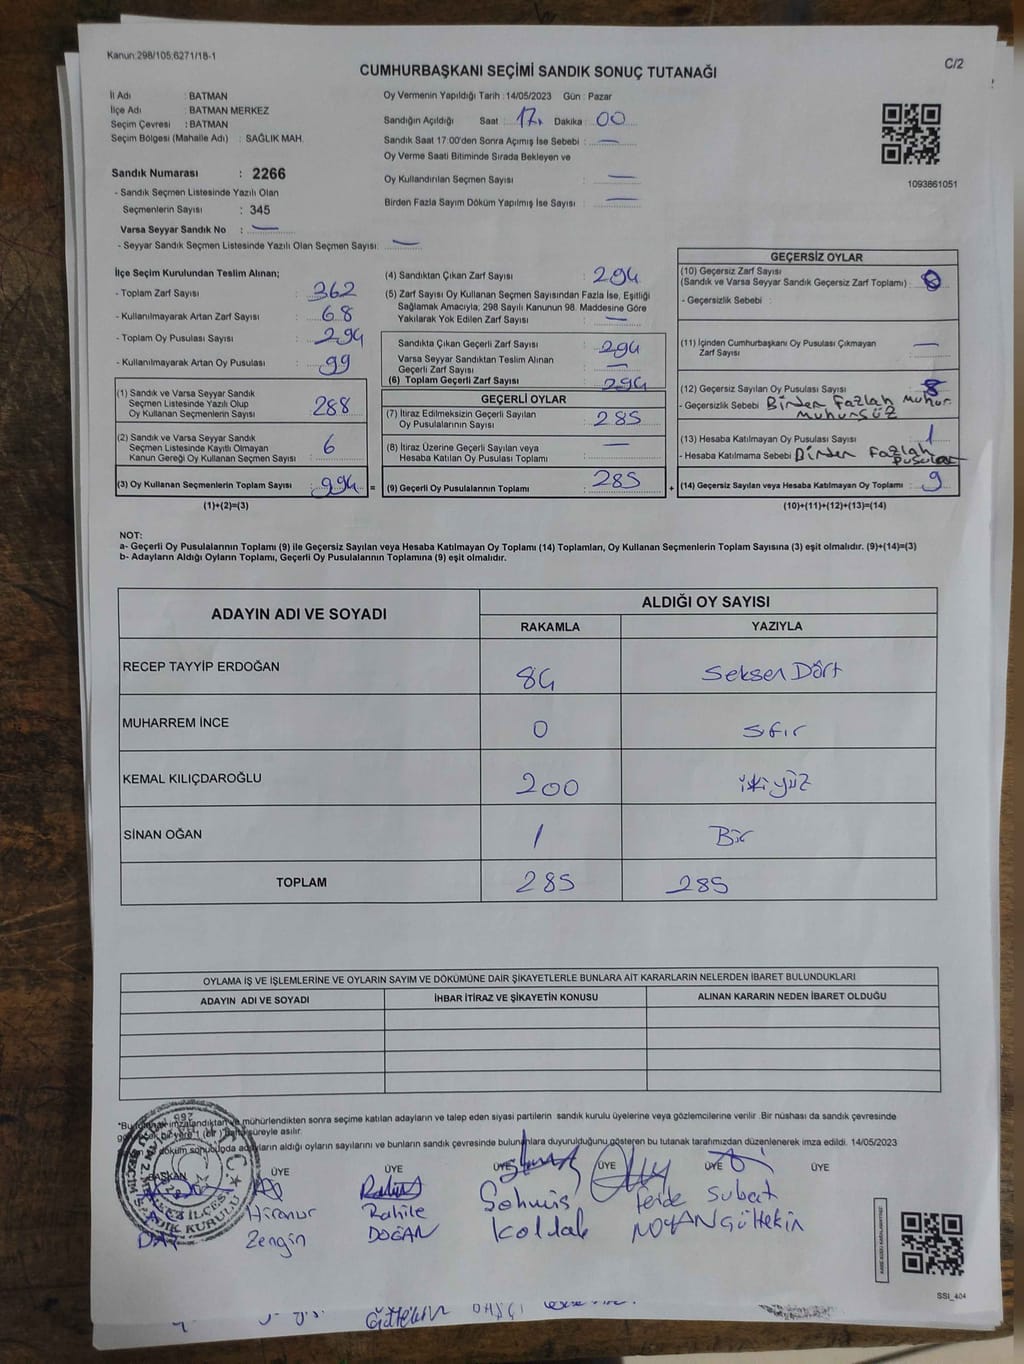 Kanun:298/105;6271/18-1
C/2
CUMHURBAŞKANI SEÇİMİ SANDIK SONUÇ TUTANAĞI
İl Adı : BATMAN
İlçe Adı : BATMAN MERKEZ
Seçim Çevresi : BATMAN
Seçim Bölgesi (Mahalle Adı) : SAĞLIK MAH.
Sandık Numarası : 2266
- Sandık Seçmen Listesinde Yazılı Olan
Seçmenlerin Sayısı : 345
Varsa Seyyar Sandık No : —
- Seyyar Sandık Seçmen Listesinde Yazılı Olan Seçmen Sayısı: —
Oy Vermenin Yapıldığı Tarih : 14/05/2023 Gün : Pazar
Sandığın Açıldığı Saat : 17. Dakika : 00
Sandık Saat 17.00'den Sonra Açımış İse Sebebi : —
Oy Verme Saati Bitiminde Sırada Bekleyen ve
Oy Kullandırılan Seçmen Sayısı : —
Birden Fazla Sayım Döküm Yapılmış İse Sayısı : —
1093861051
İlçe Seçim Kurulundan Teslim Alınan;
- Toplam Zarf Sayısı : 362
- Kullanılmayarak Artan Zarf Sayısı : 68
- Toplam Oy Pusulası Sayısı : 294
- Kullanılmayarak Artan Oy Pusulası : 99
(1) Sandık ve Varsa Seyyar Sandık
Seçmen Listesinde Yazılı Olup
Oy Kullanan Seçmenlerin Sayısı : 288
(2) Sandık ve Varsa Seyyar Sandık
Seçmen Listesinde Kayıtlı Olmayan
Kanun Gereği Oy Kullanan Seçmen Sayısı : 6
(3) Oy Kullanan Seçmenlerin Toplam Sayısı : 994 =
(1)+(2)=(3)
(4) Sandıktan Çıkan Zarf Sayısı : 294
(5) Zarf Sayısı Oy Kullanan Seçmen Sayısından Fazla İse, Eşitliği
Sağlamak Amacıyla; 298 Sayılı Kanunun 98. Maddesine Göre
Yakılarak Yok Edilen Zarf Sayısı : —
Sandıkta Çıkan Geçerli Zarf Sayısı : 294
Varsa Seyyar Sandıktan Teslim Alınan
Geçerli Zarf Sayısı : —
(6) Toplam Geçerli Zarf Sayısı : 294
GEÇERLİ OYLAR
(7) İtiraz Edilmeksizin Geçerli Sayılan
Oy Pusulalarının Sayısı : 285
(8) İtiraz Üzerine Geçerli Sayılan veya
Hesaba Katılan Oy Pusulası Toplamı : —
(9) Geçerli Oy Pusulalarının Toplamı : 285 +
GEÇERSİZ OYLAR
(10) Geçersiz Zarf Sayısı
(Sandık ve Varsa Seyyar Sandık Geçersiz Zarf Toplamı) : 0
- Geçersizlik Sebebi :
(11) İçinden Cumhurbaşkanı Oy Pusulası Çıkmayan
Zarf Sayısı : —
(12) Geçersiz Sayılan Oy Pusulası Sayısı : 8
- Geçersizlik Sebebi Birden Fazlah Muhur.
Muhursüz
(13) Hesaba Katılmayan Oy Pusulası Sayısı : 1
- Hesaba Katılmama Sebebi Birden Fazlah
Pusulat
(14) Geçersiz Sayılan veya Hesaba Katılmayan Oy Toplamı : 9
(10)+(11)+(12)+(13)=(14)
NOT:
a- Geçerli Oy Pusulalarının Toplamı (9) ile Geçersiz Sayılan veya Hesaba Katılmayan Oy Toplamı (14) Toplamları, Oy Kullanan Seçmenlerin Toplam Sayısına (3) eşit olmalıdır. (9)+(14)=(3)
b- Adayların Aldığı Oyların Toplamı, Geçerli Oy Pusulalarının Toplamına (9) eşit olmalıdır.
ADAYIN ADI VE SOYADI ALDIĞI OY SAYISI
RAKAMLA YAZIYLA
RECEP TAYYİP ERDOĞAN 84 Seksen Dört
MUHARREM İNCE 0 Sıfır
KEMAL KILIÇDAROĞLU 200 iki yüz
SİNAN OĞAN 1 Bir
TOPLAM 285 285
OYLAMA İŞ VE İŞLEMLERİNE VE OYLARIN SAYIM VE DÖKÜMÜNE DAİR ŞİKAYETLERLE BUNLARA AİT KARARLARIN NELERDEN İBARET BULUNDUKLARI
ADAYIN ADI VE SOYADI İHBAR İTİRAZ VE ŞİKAYETİN KONUSU ALINAN KARARIN NEDEN İBARET OLDUĞU
mühürlendikten sonra seçime katılan adayların ve talep eden siyasi partilerin sandık kurulu üyelerine veya gözlemcilerine verilir. Bir nüshası da sandık çevresinde
süreyle asılır.
döküm sonucunda adayların aldığı oyların sayılarını ve bunların sandık çevresinde bulunanlara duyurulduğunu gösteren bu tutanak tarafımızdan düzenlenerek imza edildi. 14/05/2023
BAŞKAN ÜYE ÜYE ÜYE ÜYE ÜYE ÜYE
Hiranur Rahile Sohmis feride Subat
Zengin DOĞAN Koldak NOYAN Gültekin
SSI_404